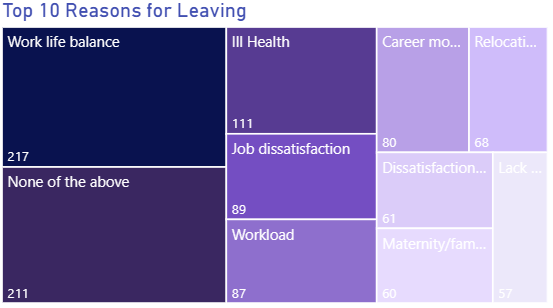 Top 10 Reasons for Leaving
Work life balance
217
None of the above
211
Ill Health
111
Job dissatisfaction
89
Workload
87
Career mo...
80
Relocati...
68
Dissatisfaction...
61
Maternity/fam...
60
Lack ...
57